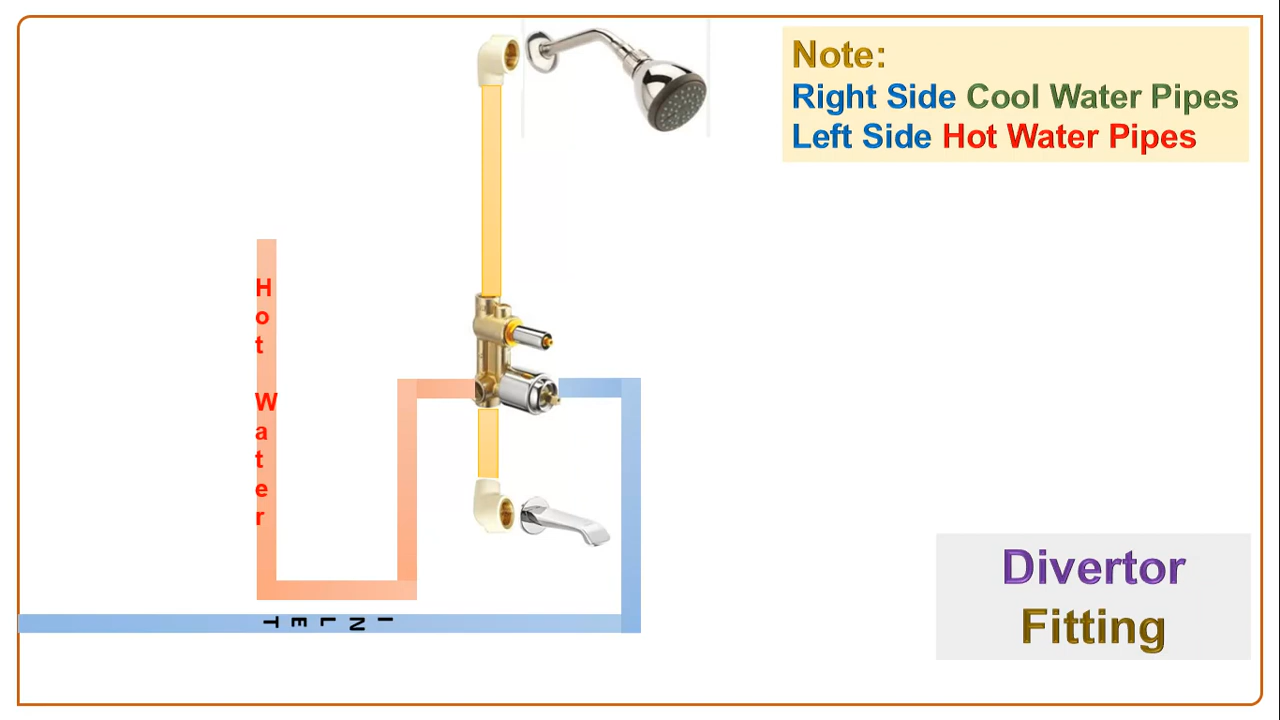 Note:
Right Side Cool Water Pipes
Left Side Hot Water Pipes
Hot Water
INLET
Divertor
Fitting